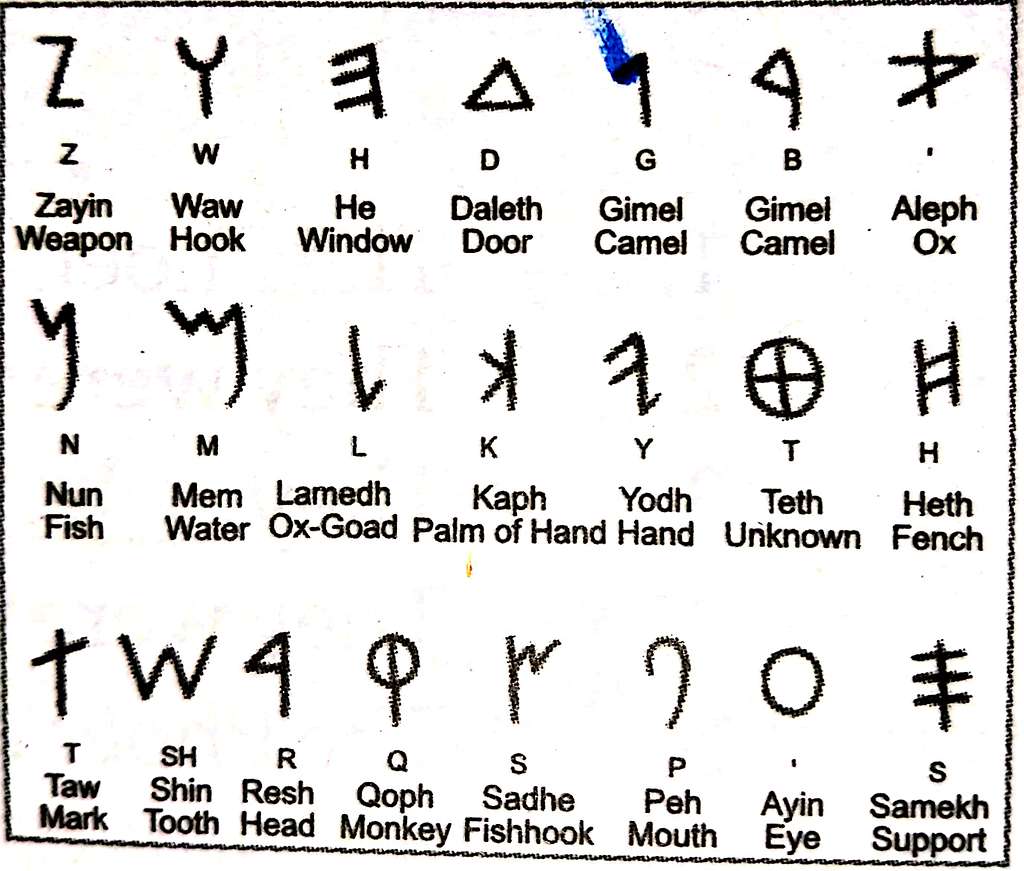 𐤀 𐤁 𐤂 𐤃 𐤄 𐤅 𐤆
Z W H D G B '
Zayin Waw He Daleth Gimel Gimel Aleph
Weapon Hook Window Door Camel Camel Ox
𐤇 𐤈 𐤉 𐤊 𐤋 𐤌 𐤍
N M L K Y T H
Nun Mem Lamedh Kaph Yodh Teth Heth
Fish Water Ox-Goad Palm of Hand Hand Unknown Fench
𐤎 𐤏 𐤐 𐤑 𐤒 𐤓 𐤔 𐤕
T SH R Q S P ' S
Taw Shin Resh Qoph Sadhe Peh Ayin Samekh
Mark Tooth Head Monkey Fishhook Mouth Eye Support